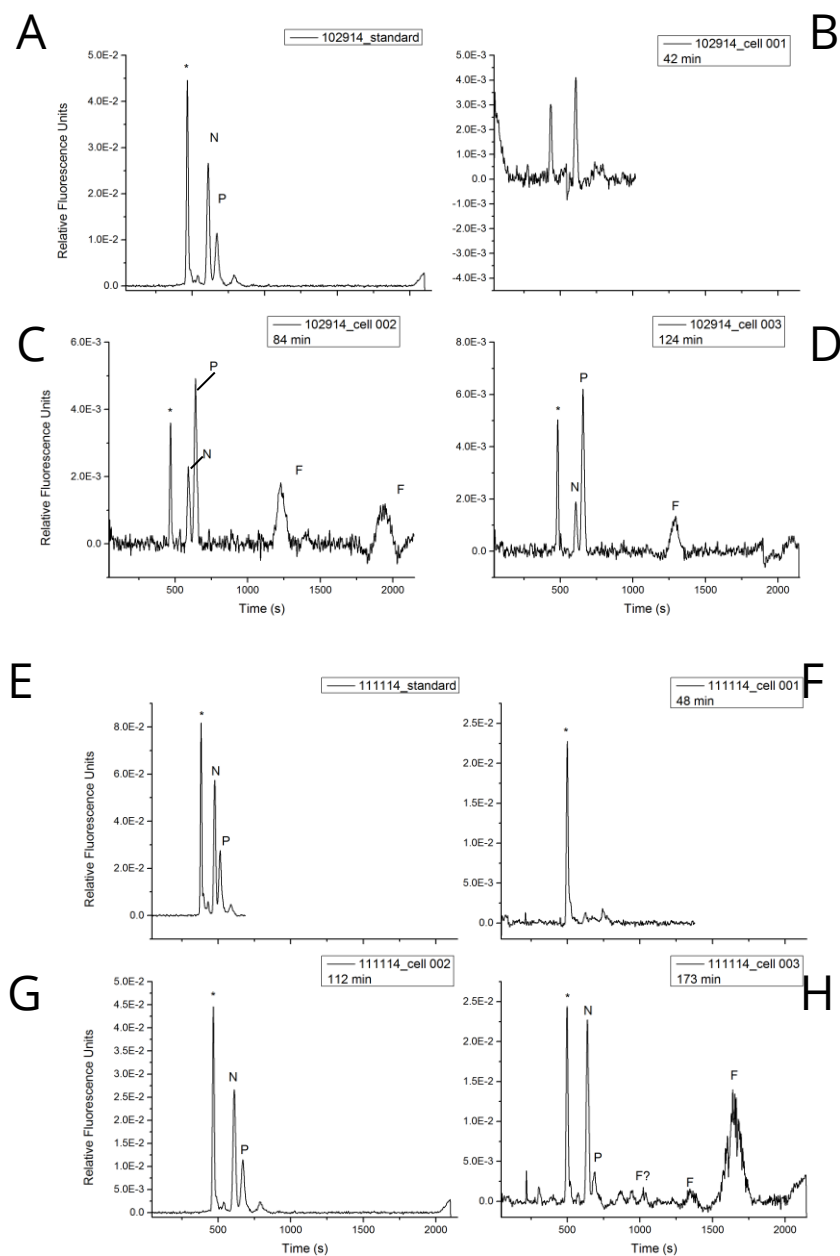 A
102914_standard
5.0E-2
4.0E-2
3.0E-2
2.0E-2
1.0E-2
0.0
Relative Fluorescence Units
*
N
P
B
102914_cell 001
42 min
5.0E-3
4.0E-3
3.0E-3
2.0E-3
1.0E-3
0.0
-1.0E-3
-2.0E-3
-3.0E-3
-4.0E-3
C
102914_cell 002
84 min
6.0E-3
4.0E-3
2.0E-3
0.0
Relative Fluorescence Units
*
P
N
F
F
500 1000 1500 2000
Time (s)
D
102914_cell 003
124 min
8.0E-3
6.0E-3
4.0E-3
2.0E-3
0.0
*
P
N
F
500 1000 1500 2000
Time (s)
E
111114_standard
8.0E-2
6.0E-2
4.0E-2
2.0E-2
0.0
Relative Fluorescence Units
*
N
P
F
111114_cell 001
48 min
2.5E-2
2.0E-2
1.5E-2
1.0E-2
5.0E-3
0.0
*
G
111114_cell 002
112 min
5.0E-2
4.5E-2
4.0E-2
3.5E-2
3.0E-2
2.5E-2
2.0E-2
1.5E-2
1.0E-2
5.0E-3
0.0
Relative Fluorescence Units
*
N
P
500 1000 1500 2000
Time (s)
H
111114_cell 003
173 min
2.5E-2
2.0E-2
1.5E-2
1.0E-2
5.0E-3
0.0
*
N
P
F?
F
F
500 1000 1500 2000
Time (s)